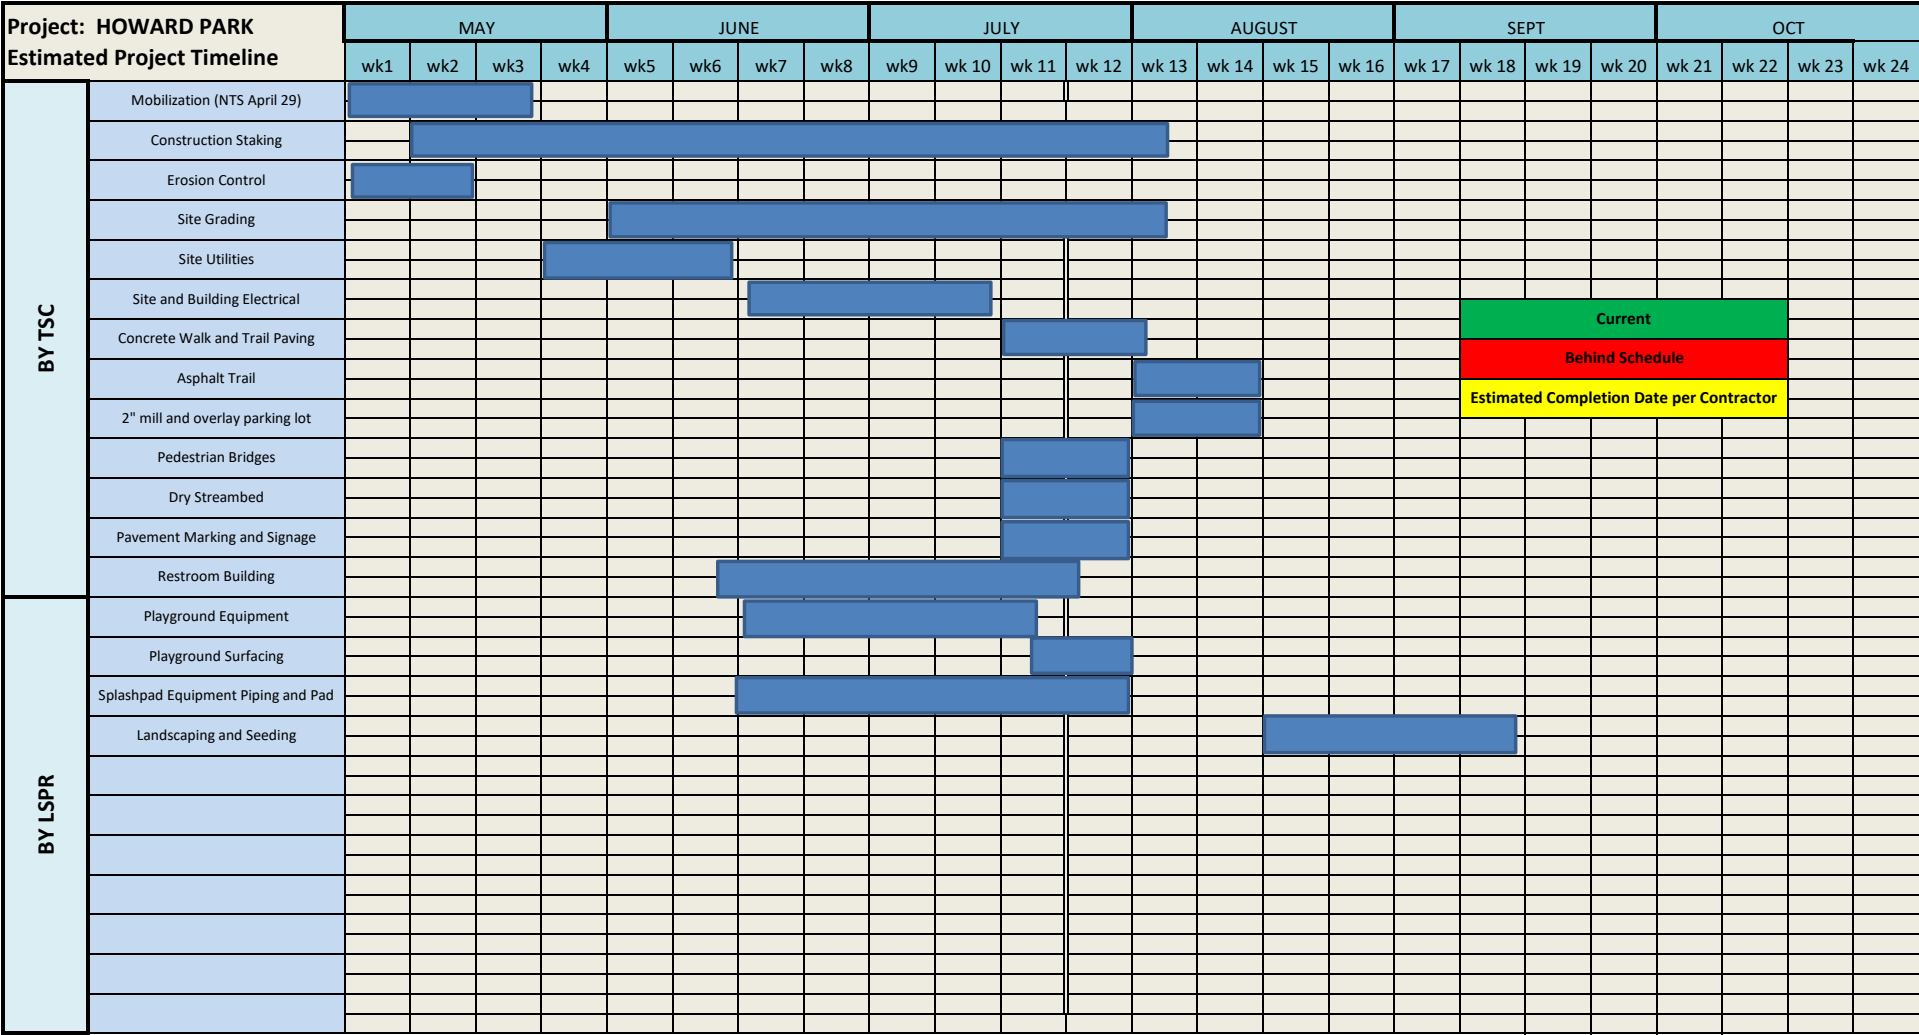 Project: HOWARD PARK
Estimated Project Timeline
MAY JUNE JULY AUGUST SEPT OCT
wk1 wk2 wk3 wk4 wk5 wk6 wk7 wk8 wk9 wk 10 wk 11 wk 12 wk 13 wk 14 wk 15 wk 16 wk 17 wk 18 wk 19 wk 20 wk 21 wk 22 wk 23 wk 24
BY TSC
Mobilization (NTS April 29)
Construction Staking
Erosion Control
Site Grading
Site Utilities
Site and Building Electrical
Concrete Walk and Trail Paving
Asphalt Trail
2" mill and overlay parking lot
Pedestrian Bridges
Dry Streambed
Pavement Marking and Signage
Restroom Building
Current
Behind Schedule
Estimated Completion Date per Contractor
BY LSPR
Playground Equipment
Playground Surfacing
Splashpad Equipment Piping and Pad
Landscaping and Seeding